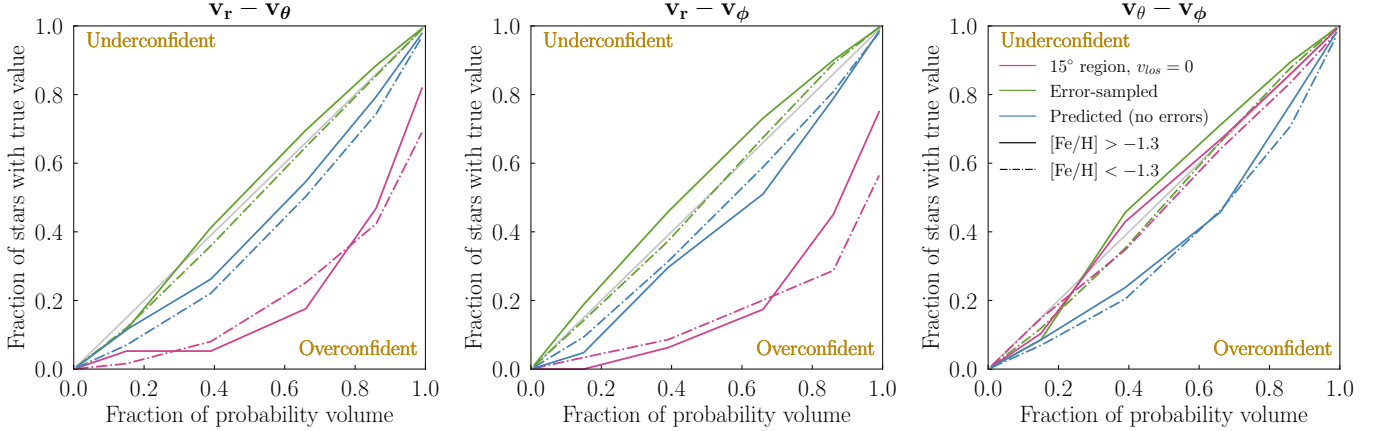 v_r − v_θ
Underconfident
Overconfident
1.0
0.8
0.6
0.4
0.2
0.0
0.0 0.2 0.4 0.6 0.8 1.0
Fraction of probability volume
Fraction of stars with true value
v_r − v_ϕ
Underconfident
Overconfident
1.0
0.8
0.6
0.4
0.2
0.0
0.0 0.2 0.4 0.6 0.8 1.0
Fraction of probability volume
Fraction of stars with true value
v_θ − v_ϕ
Underconfident
15° region, v_los = 0
Error-sampled
Predicted (no errors)
[Fe/H] > −1.3
[Fe/H] < −1.3
Overconfident
1.0
0.8
0.6
0.4
0.2
0.0
0.0 0.2 0.4 0.6 0.8 1.0
Fraction of probability volume
Fraction of stars with true value